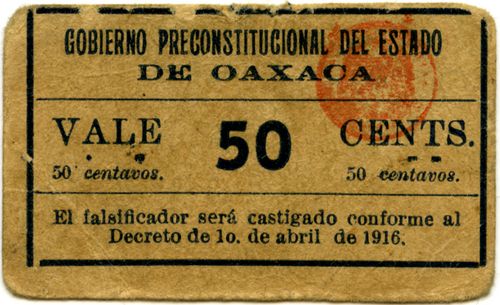 GOBIERNO PRECONSTITUCIONAL DEL ESTADO
DE OAXACA
VALE 50 CENTS.
50 centavos. 50 centavos.
El falsificador será castigado conforme al
Decreto de 1o. de abril de 1916.